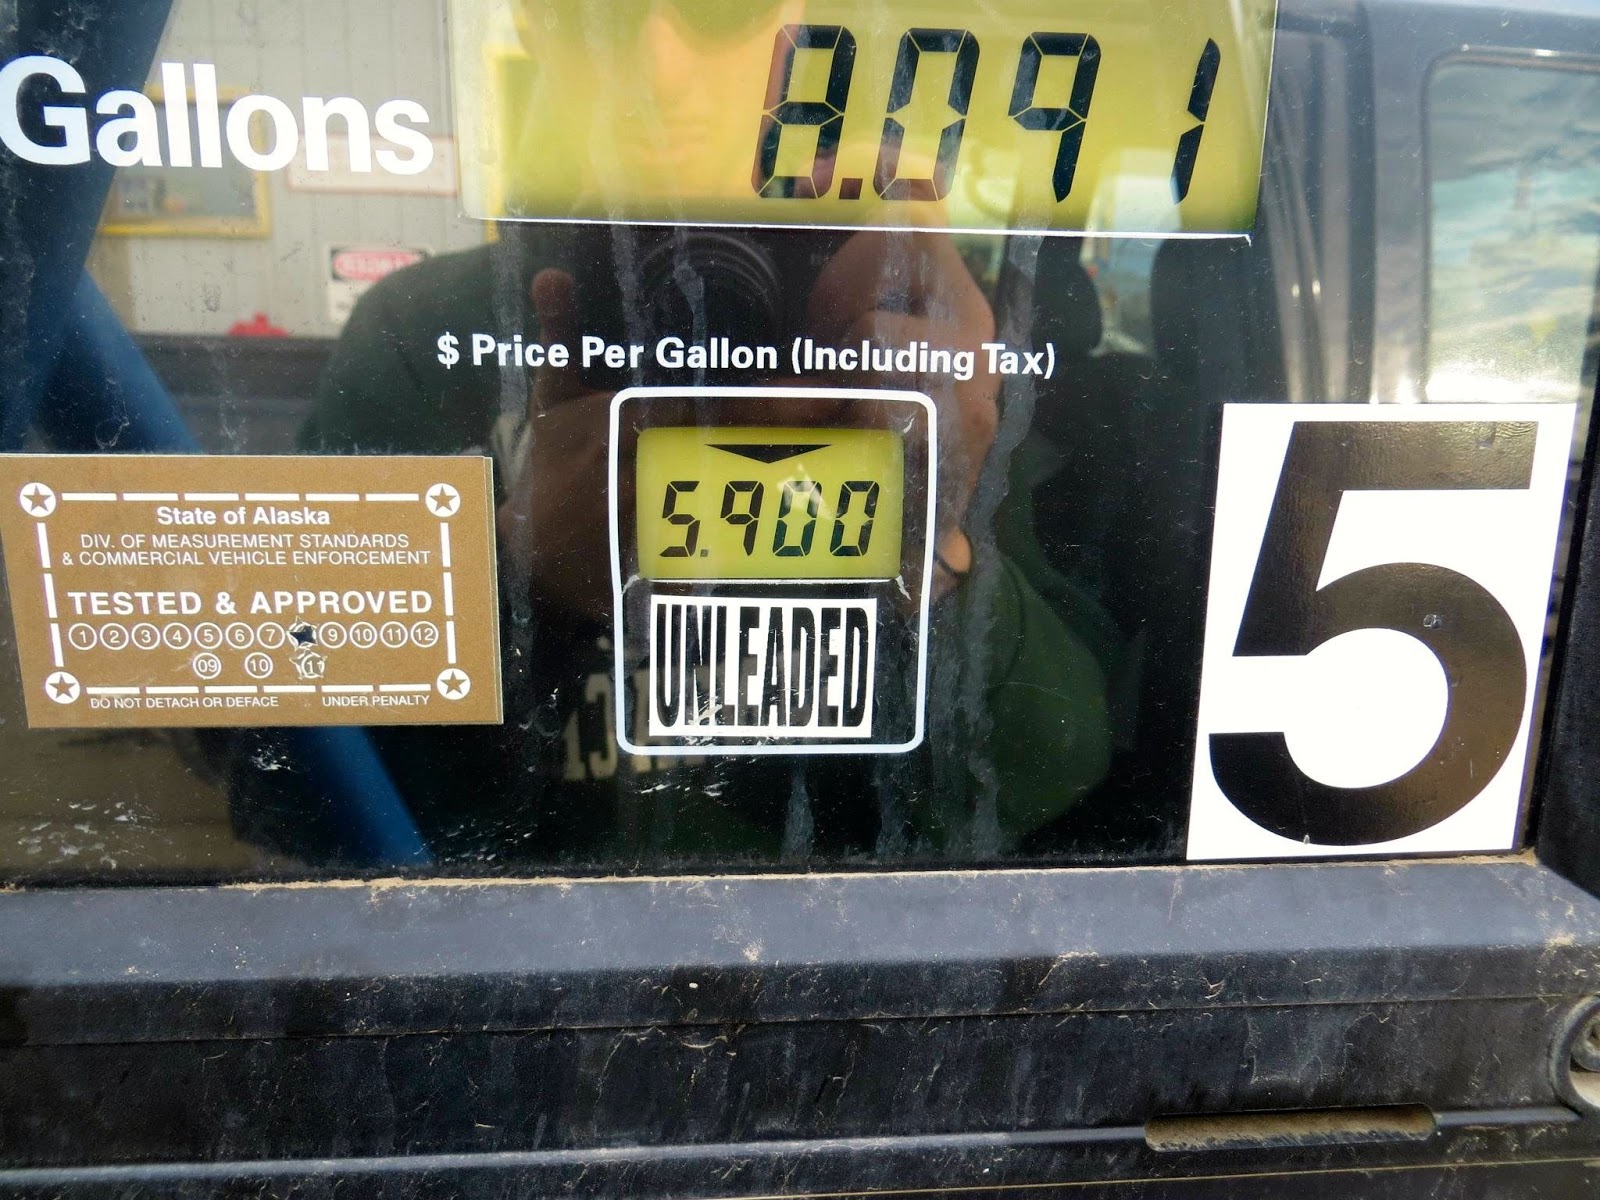 Gallons 8.091
$ Price Per Gallon (Including Tax)
5.900
UNLEADED
5
State of Alaska
DIV. OF MEASUREMENT STANDARDS
& COMMERCIAL VEHICLE ENFORCEMENT
TESTED & APPROVED
1 2 3 4 5 6 7 9 10 11 12
09 10 11
DO NOT DETACH OR DEFACE UNDER PENALTY